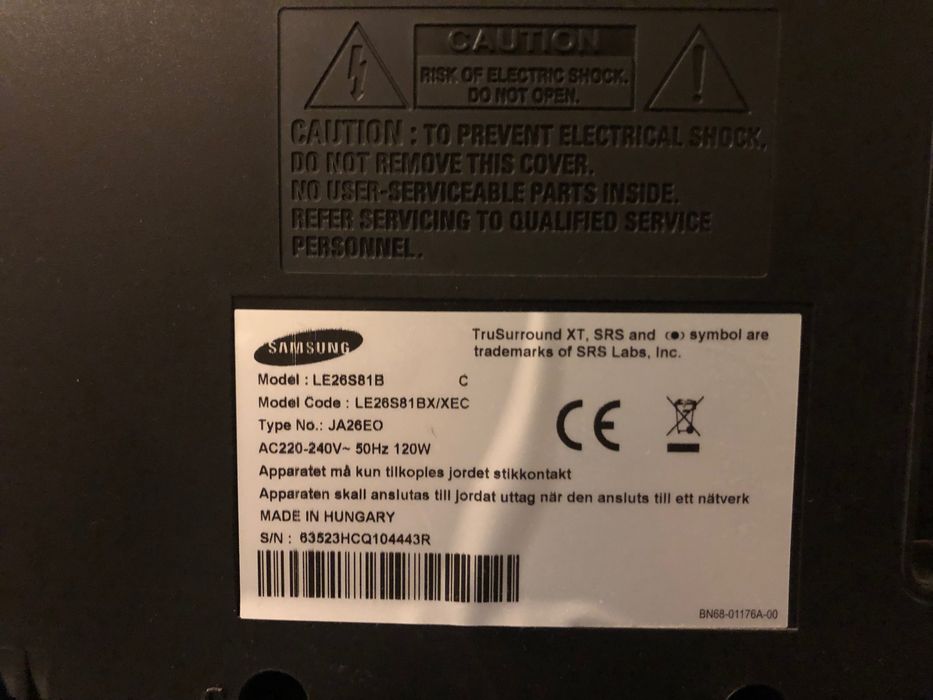 CAUTION
RISK OF ELECTRIC SHOCK.
DO NOT OPEN.
CAUTION : TO PREVENT ELECTRICAL SHOCK,
DO NOT REMOVE THIS COVER.
NO USER-SERVICEABLE PARTS INSIDE.
REFER SERVICING TO QUALIFIED SERVICE
PERSONNEL.
SAMSUNG
TruSurround XT, SRS and (●) symbol are
trademarks of SRS Labs, Inc.
Model : LE26S81B C
Model Code : LE26S81BX/XEC
Type No.: JA26EO
AC220-240V~ 50Hz 120W
CE
Apparatet må kun tilkoples jordet stikkontakt
Apparaten skall anslutas till jordat uttag när den ansluts till ett nätverk
MADE IN HUNGARY
S/N : 63523HCQ104443R
BN68-01176A-00